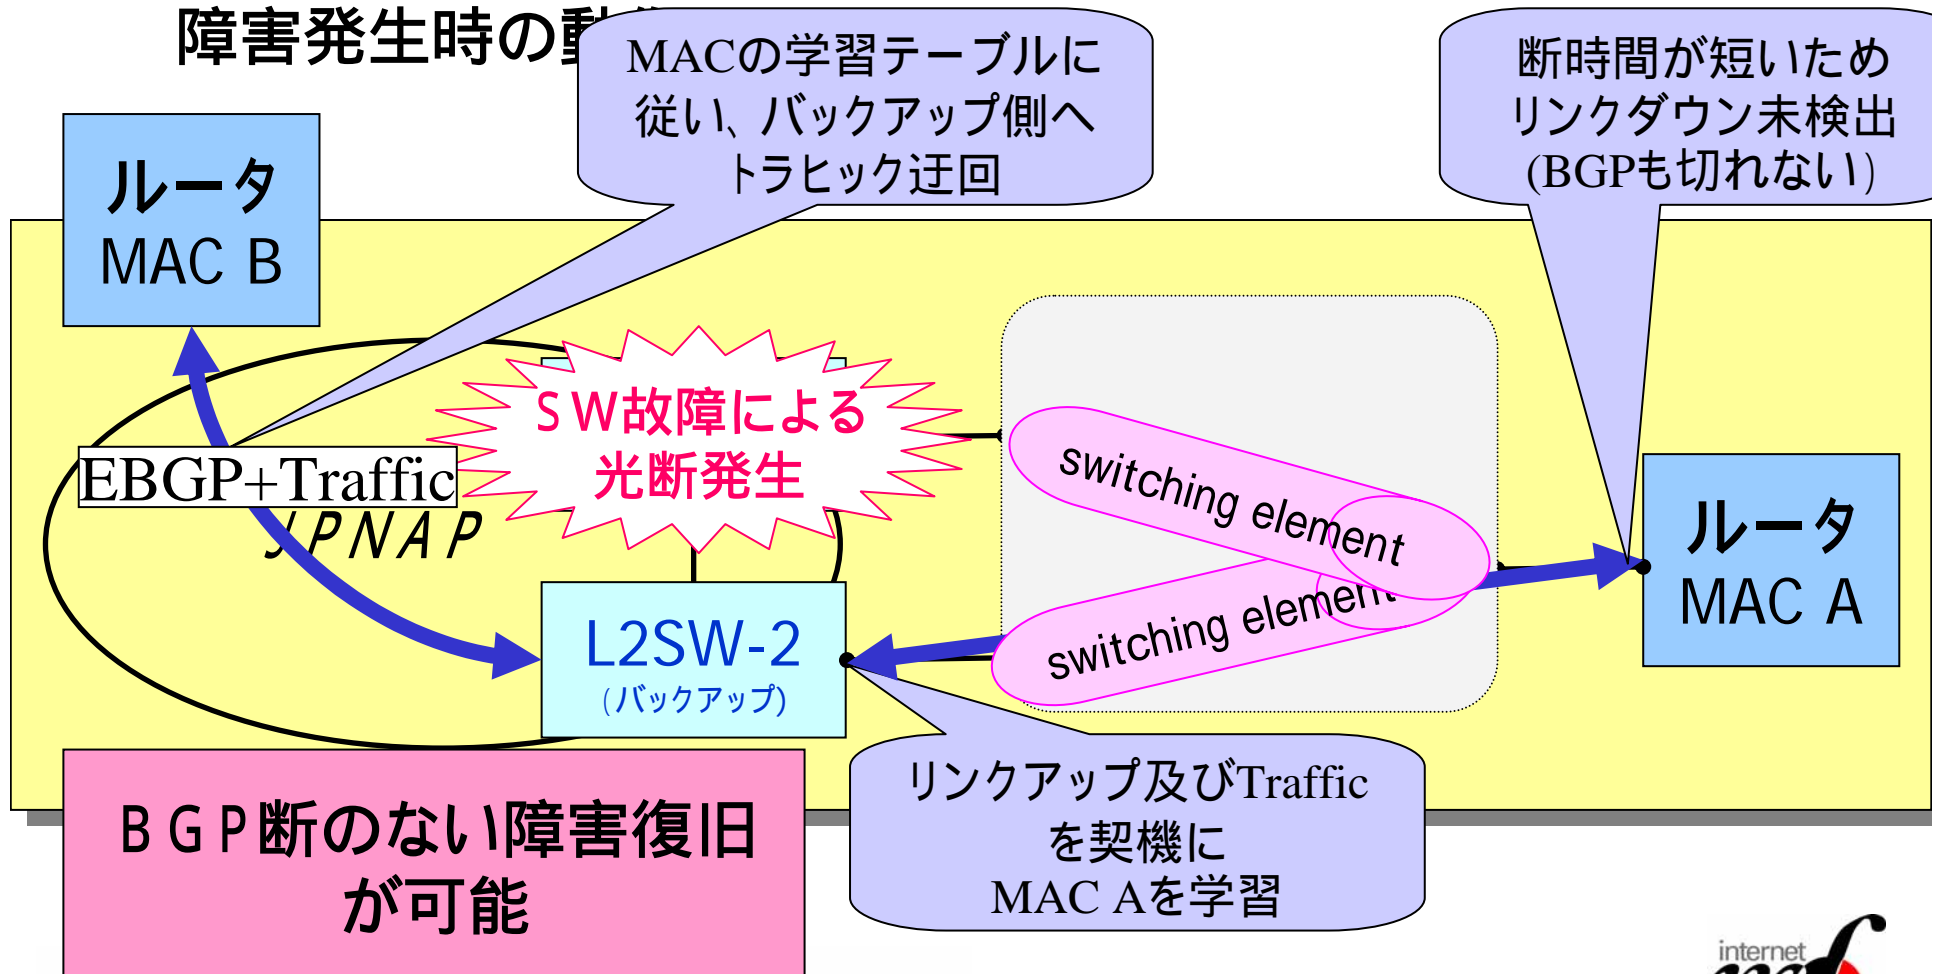 障害発生時の動
MACの学習テーブルに
従い、バックアップ側へ
トラヒック迂回
断時間が短いため
リンクダウン未検出
(BGPも切れない)
ルータ
MAC B
SW故障による
光断発生
EBGP+Traffic
JPNAP
switching element
switching element
ルータ
MAC A
L2SW-2
(バックアップ)
リンクアップ及びTraffic
を契機に
MAC Aを学習
BGP断のない障害復旧
が可能
internet